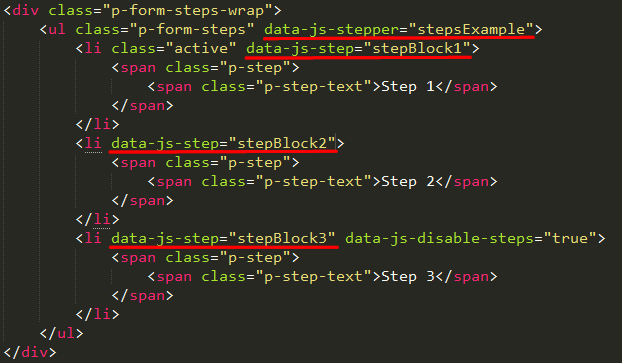 <div class="p-form-steps-wrap">
<ul class="p-form-steps" data-js-stepper="stepsExample">
<li class="active" data-js-step="stepBlock1">
<span class="p-step">
<span class="p-step-text">Step 1</span>
</span>
</li>
<li data-js-step="stepBlock2">
<span class="p-step">
<span class="p-step-text">Step 2</span>
</span>
</li>
<li data-js-step="stepBlock3" data-js-disable-steps="true">
<span class="p-step">
<span class="p-step-text">Step 3</span>
</span>
</li>
</ul>
</div>